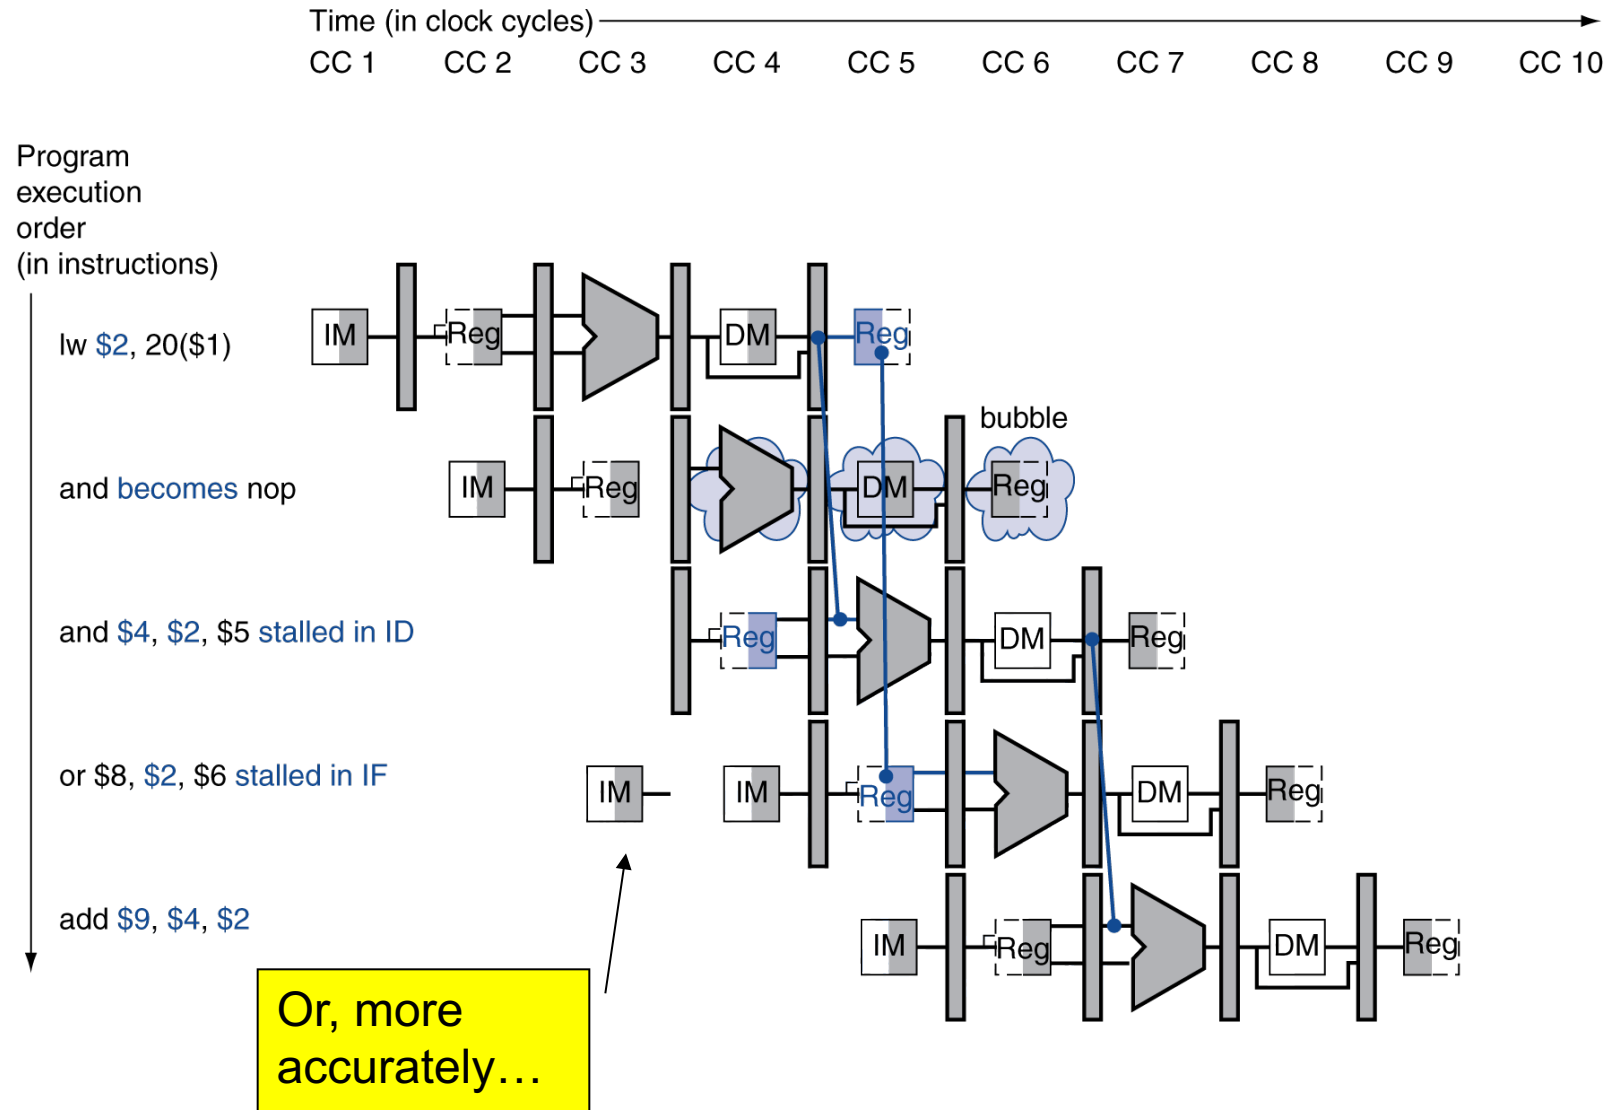 Time (in clock cycles)
CC 1 CC 2 CC 3 CC 4 CC 5 CC 6 CC 7 CC 8 CC 9 CC 10
Program
execution
order
(in instructions)
lw $2, 20($1)
IM Reg DM Reg
bubble
and becomes nop
IM Reg DM Reg
and $4, $2, $5 stalled in ID
Reg DM Reg
or $8, $2, $6 stalled in IF
IM IM Reg DM Reg
add $9, $4, $2
IM Reg DM Reg
Or, more
accurately…